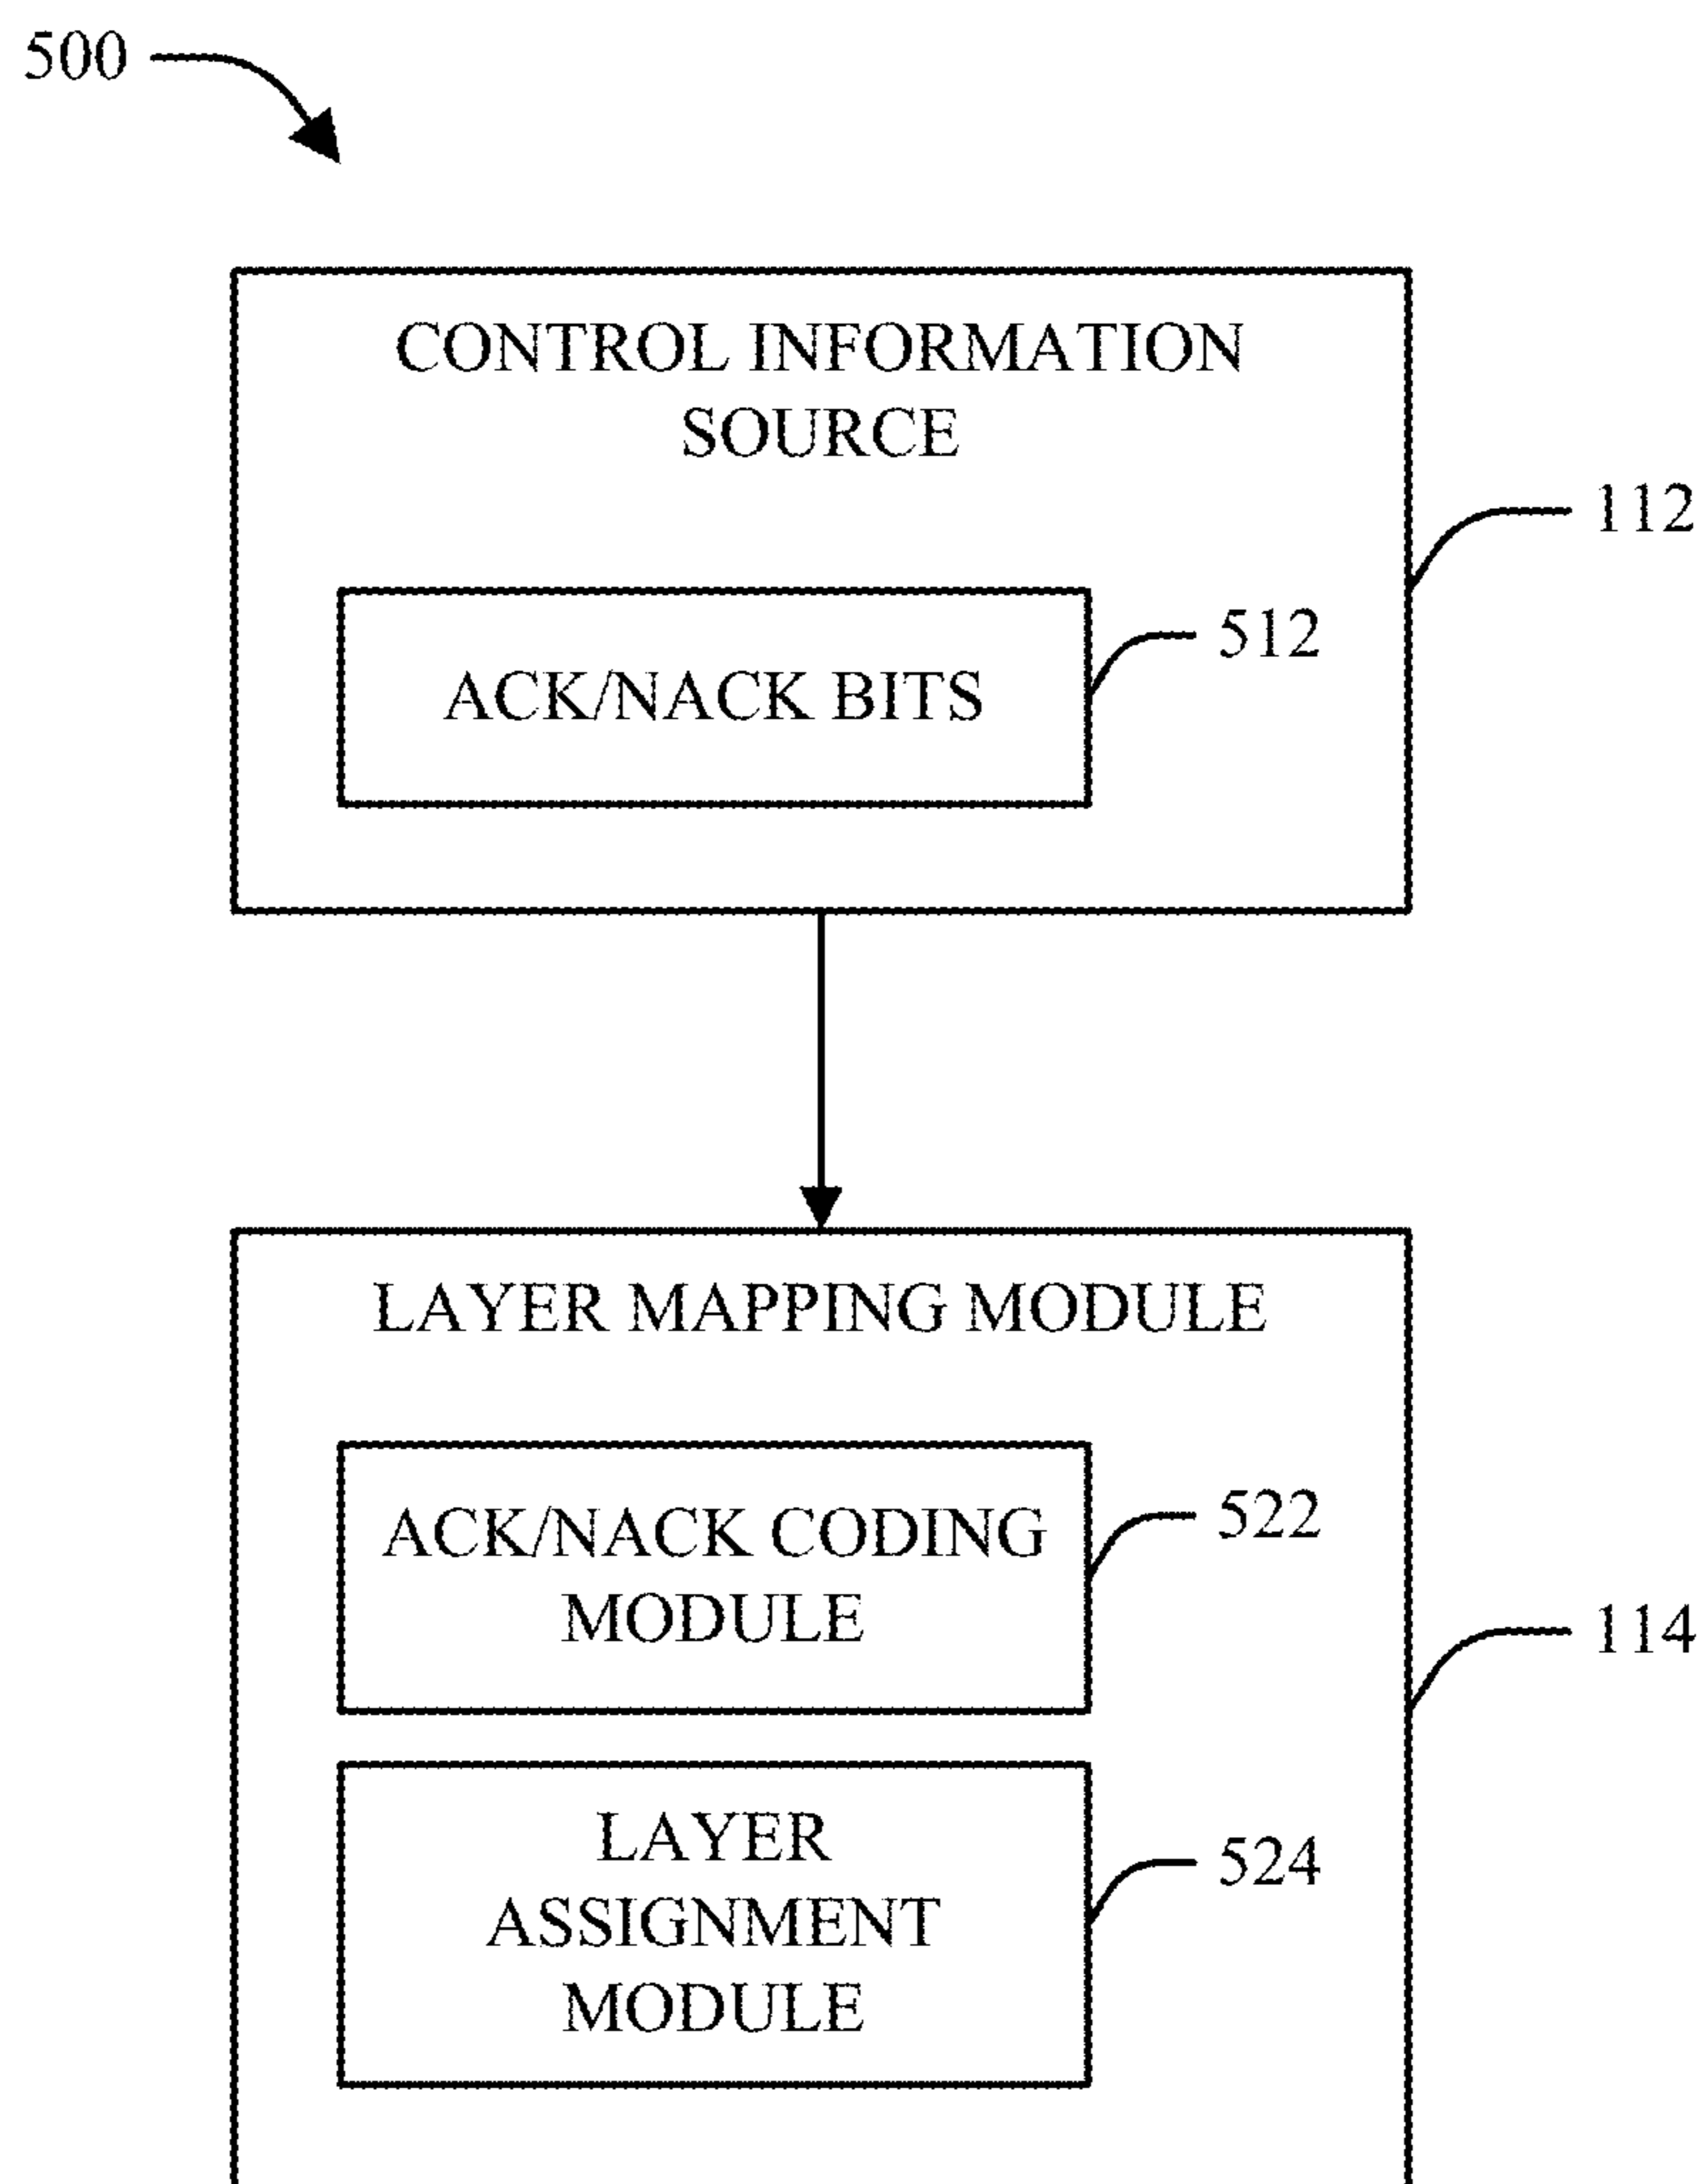 500
CONTROL INFORMATION
SOURCE
112
512
ACK/NACK BITS
LAYER MAPPING MODULE
522
ACK/NACK CODING
MODULE
114
LAYER
524
ASSIGNMENT
MODULE